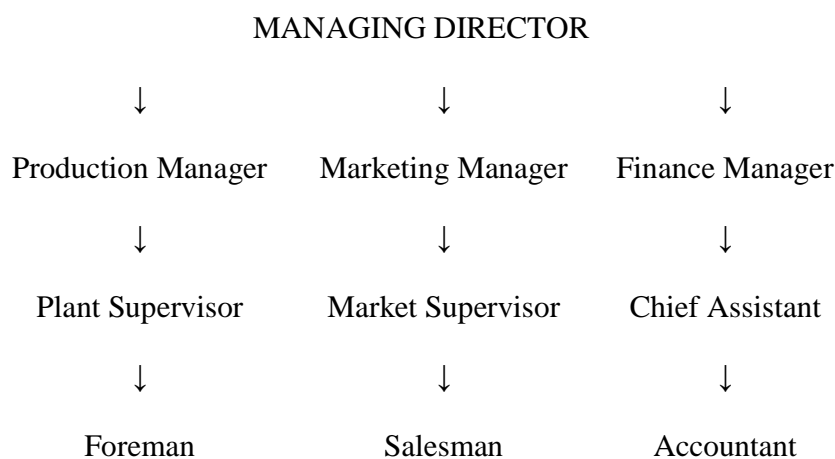 MANAGING DIRECTOR
↓ ↓ ↓
Production Manager Marketing Manager Finance Manager
↓ ↓ ↓
Plant Supervisor Market Supervisor Chief Assistant
↓ ↓ ↓
Foreman Salesman Accountant